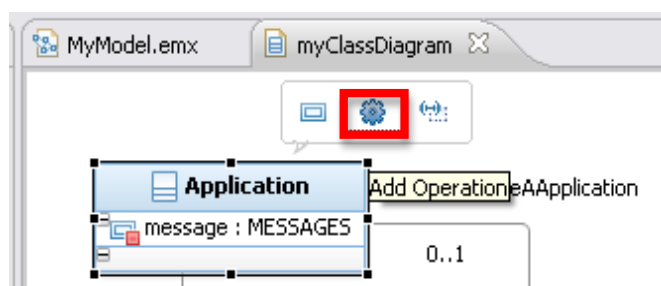 MyModel.emx
myClassDiagram
Application
Add Operation
eAApplication
message : MESSAGES
0..1